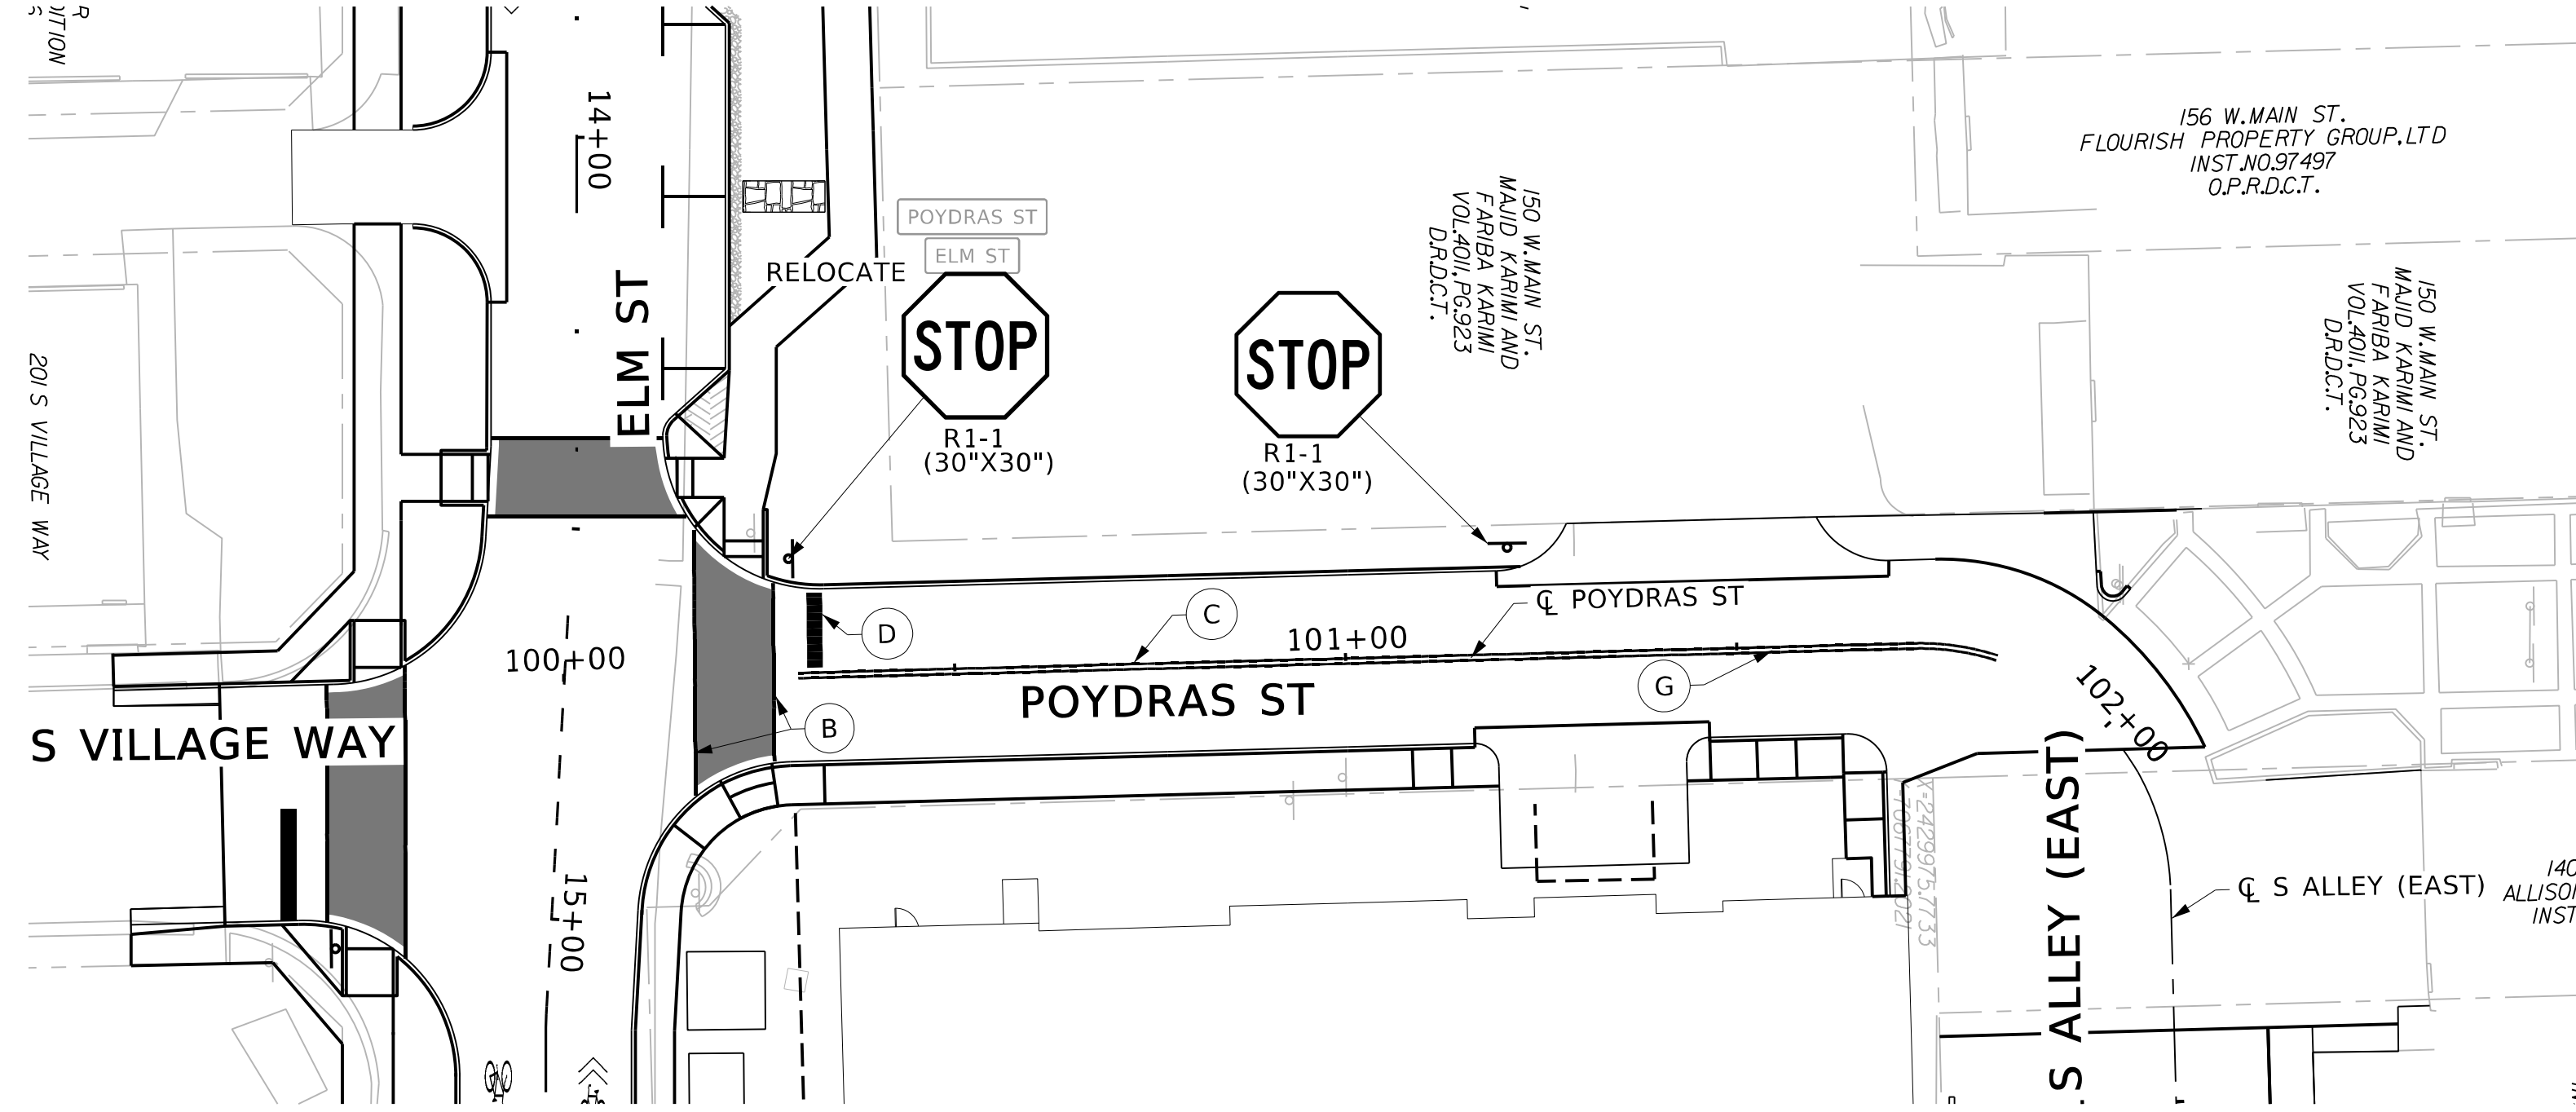 14+00
POYDRAS ST
ELM ST
RELOCATE
STOP
R1-1
(30"X30")
STOP
R1-1
(30"X30")
150 W.MAIN ST.
MAJID KARIMI AND
FARIBA KARIMI
VOL.4011,PG.923
D.R.D.C.T.
156 W.MAIN ST.
FLOURISH PROPERTY GROUP,LTD
INST.NO.97497
O.P.R.D.C.T.
150 W.MAIN ST.
MAJID KARIMI AND
FARIBA KARIMI
VOL.4011,PG.923
D.R.D.C.T.
ELM ST
201 S VILLAGE WAY
100+00
D
C
101+00
℄ POYDRAS ST
POYDRAS ST
G
B
S VILLAGE WAY
102+00
15+00
S ALLEY (EAST)
℄ S ALLEY (EAST)